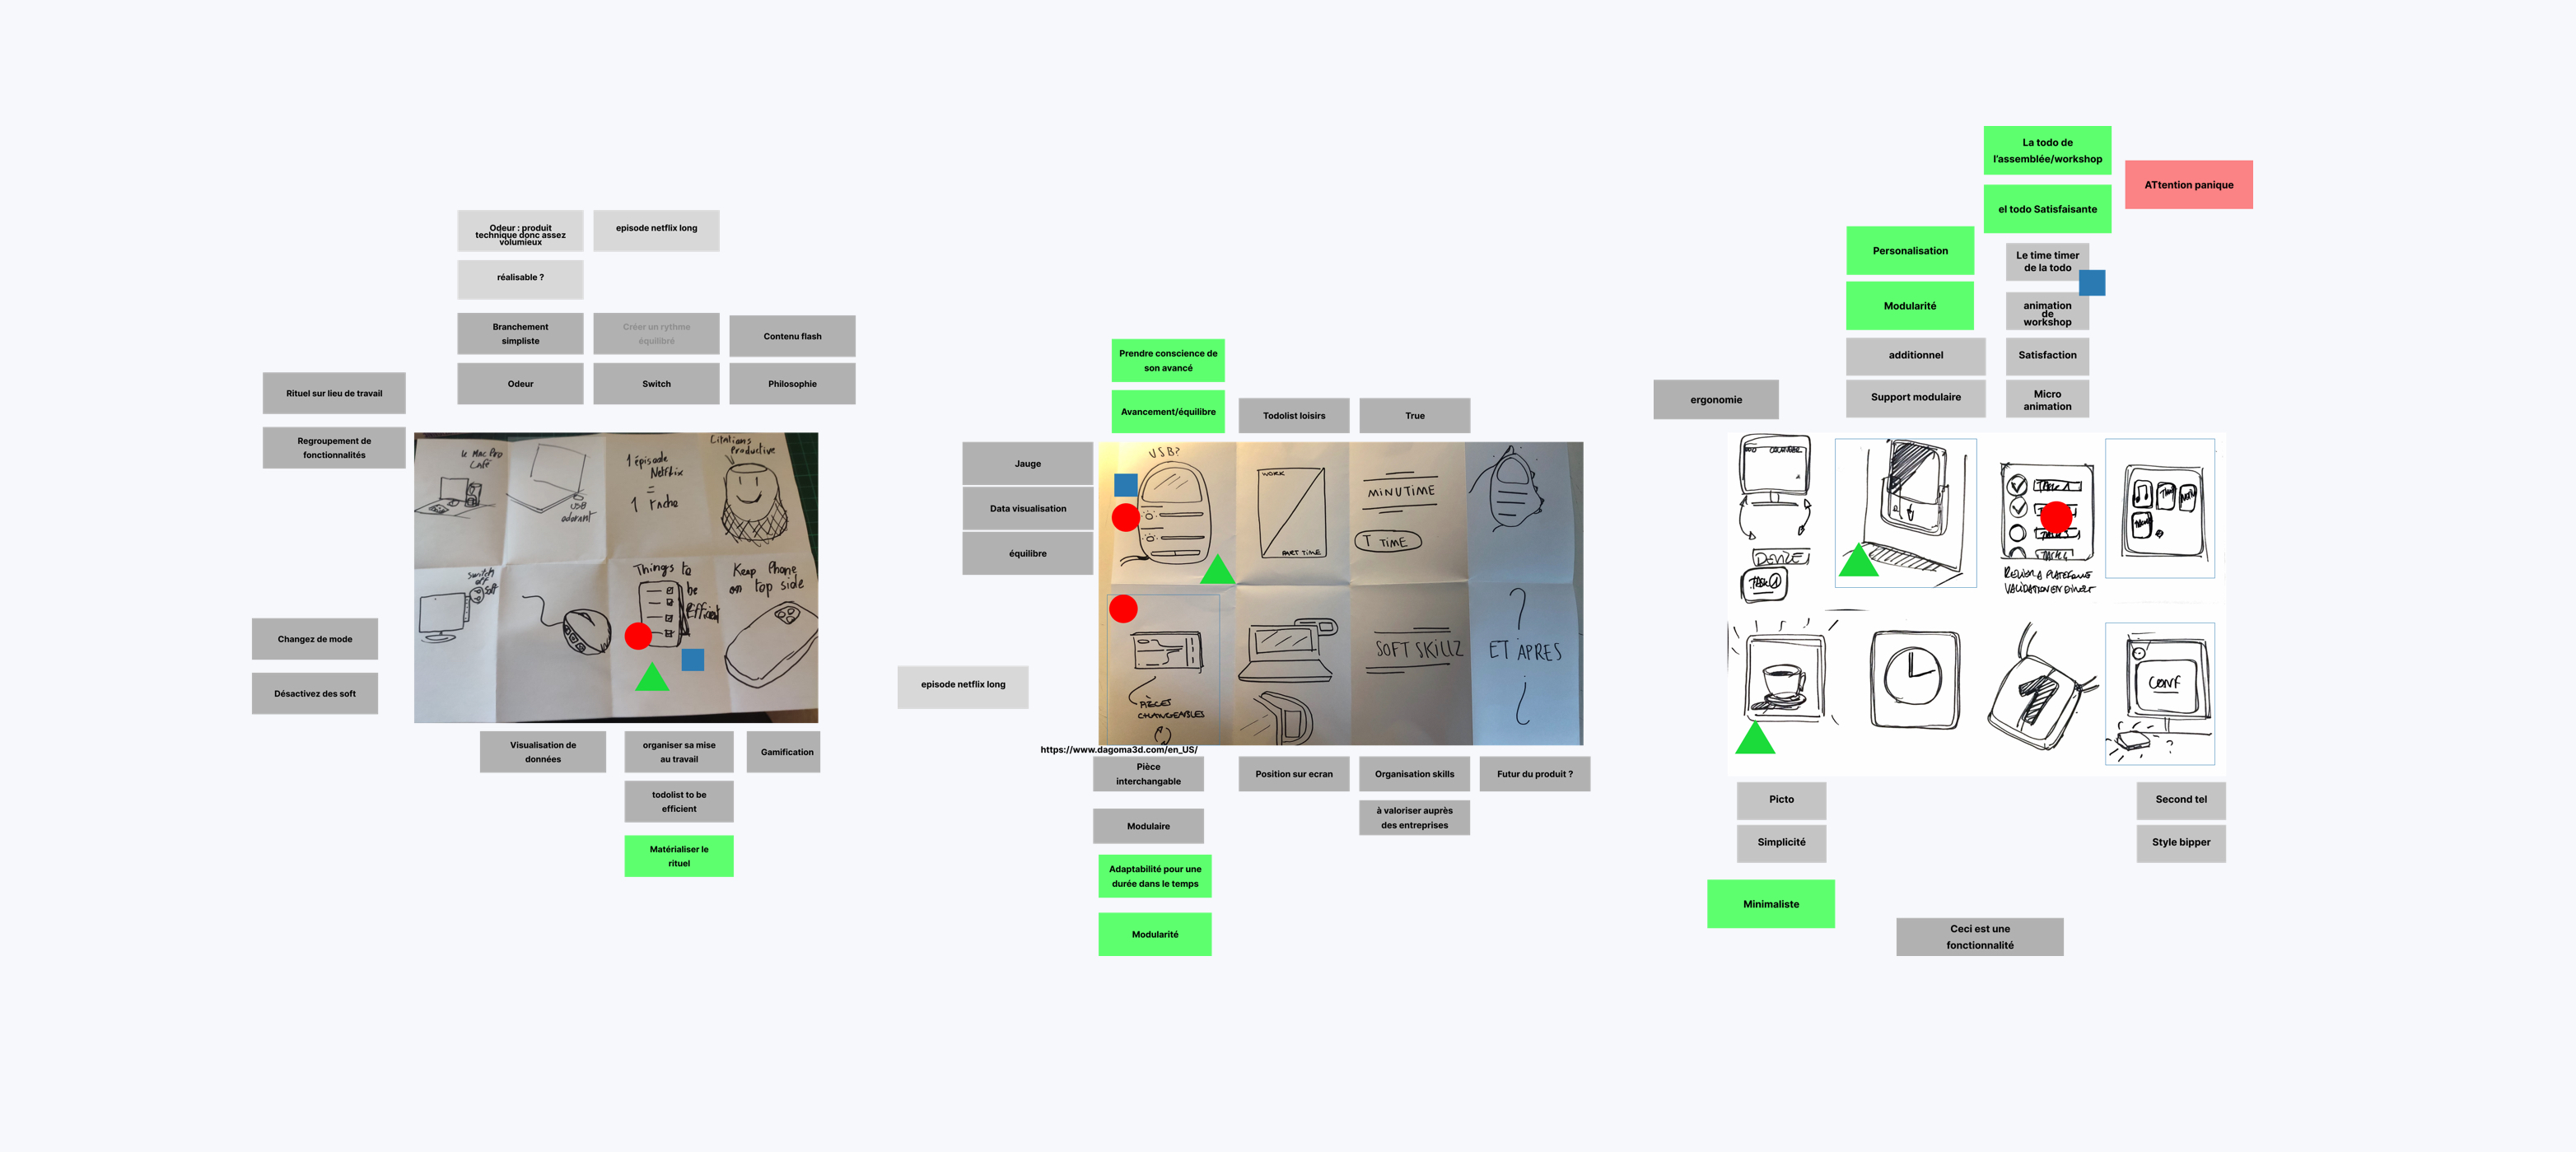 Odeur : produit
technique donc assez
volumieux
episode netflix long
réalisable ?
Branchement
simpliste
Créer un rythme
équilibré
Contenu flash
Odeur
Switch
Philosophie
Rituel sur lieu de travail
Regroupement de
fonctionnalités
le Mac Pro
Café
USB
adorant
1 épisode
Netflix
=
1 tache
Citations
Productive
Switch
off
Soft
Things to
be
Efficient
Keep Phone
on top side
Changez de mode
Désactivez des soft
Visualisation de
données
organiser sa mise
au travail
Gamification
todolist to be
efficient
Matérialiser le
rituel
Prendre conscience de
son avancé
Avancement/équilibre
Todolist loisirs
True
Jauge
Data visualisation
équilibre
episode netflix long
USB?
WORK
PART TIME
MINUTIME
T TIME
PIÈCES
CHANGEABLES
SOFT SKILLZ
?
ET APRES
https://www.dagoma3d.com/en_US/
Pièce
interchangable
Position sur ecran
Organisation skills
Futur du produit ?
Modulaire
à valoriser auprès
des entreprises
Adaptabilité pour une
durée dans le temps
Modularité
La todo de
l'assemblée/workshop
ATtention panique
el todo Satisfaisante
Personalisation
Le time timer
de la todo
Modularité
animation
de
workshop
additionnel
Satisfaction
ergonomie
Support modulaire
Micro
animation
DEVICE
TASK
TASK 1
VALIDATION EN DIRECT
CONF
?
Picto
Second tel
Simplicité
Style bipper
Minimaliste
Ceci est une
fonctionnalité